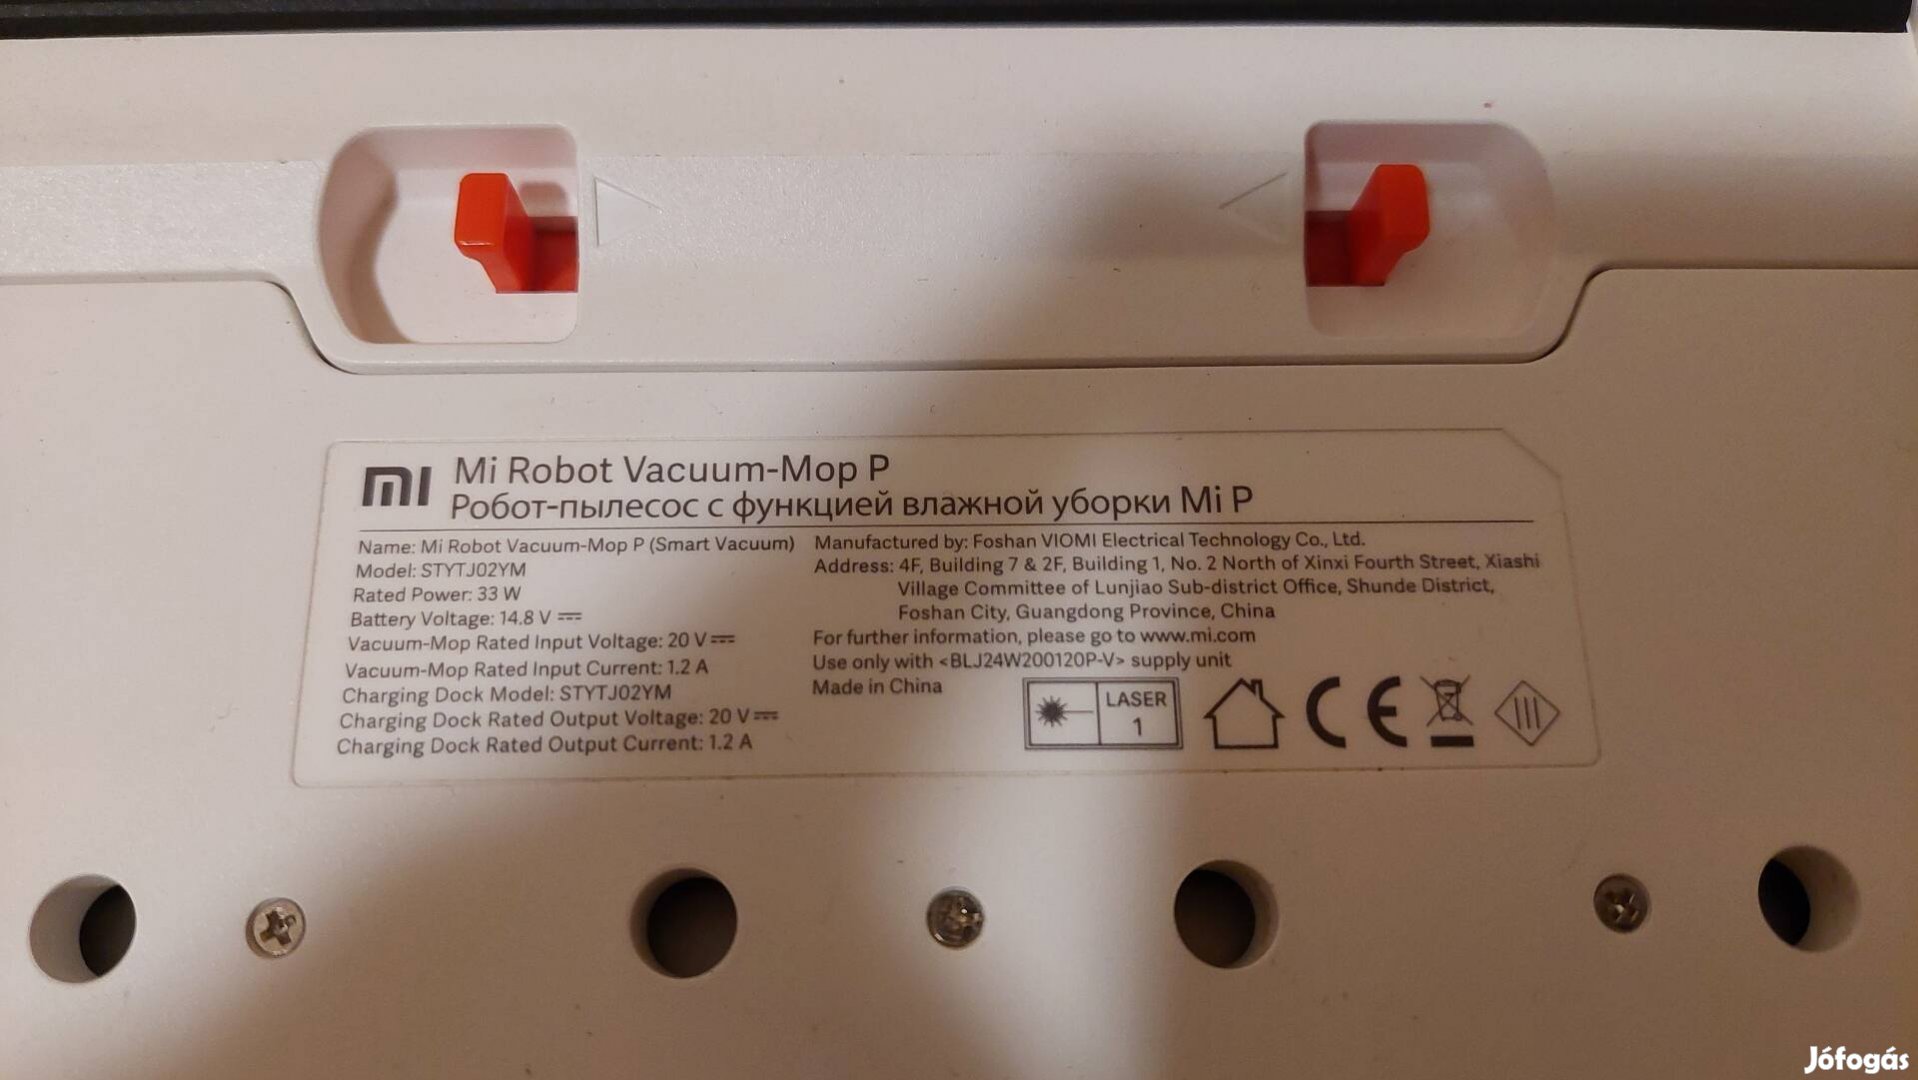 mi Mi Robot Vacuum-Mop P
Робот-пылесос с функцией влажной уборки Mi P
Name: Mi Robot Vacuum-Mop P (Smart Vacuum)
Model: STYTJ02YM
Rated Power: 33 W
Battery Voltage: 14.8 V
Vacuum-Mop Rated Input Voltage: 20 V
Vacuum-Mop Rated Input Current: 1.2 A
Charging Dock Model: STYTJ02YM
Charging Dock Rated Output Voltage: 20 V
Charging Dock Rated Output Current: 1.2 A
Manufactured by: Foshan VIOMI Electrical Technology Co., Ltd.
Address: 4F, Building 7 & 2F, Building 1, No. 2 North of Xinxi Fourth Street, Xiashi
Village Committee of Lunjiao Sub-district Office, Shunde District,
Foshan City, Guangdong Province, China
For further information, please go to www.mi.com
Use only with <BLJ24W200120P-V> supply unit
Made in China
LASER
1
CE
III
Jófogás